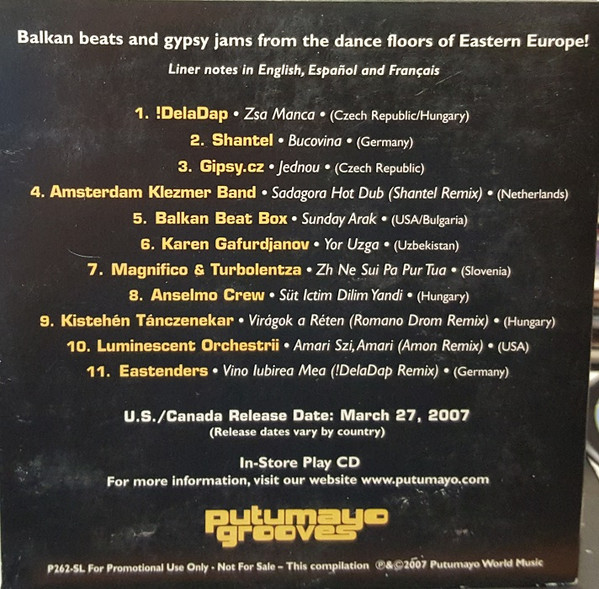 Balkan beats and gypsy jams from the dance floors of Eastern Europe!
Liner notes in English, Español and Français
1. !DelaDap • Zsa Manca • (Czech Republic/Hungary)
2. Shantel • Bucovina • (Germany)
3. Gipsy.cz • Jednou • (Czech Republic)
4. Amsterdam Klezmer Band • Sadagora Hot Dub (Shantel Remix) • (Netherlands)
5. Balkan Beat Box • Sunday Arak • (USA/Bulgaria)
6. Karen Gafurdjanov • Yor Uzga • (Uzbekistan)
7. Magnifico & Turbolentza • Zh Ne Sui Pa Pur Tua • (Slovenia)
8. Anselmo Crew • Süt Ictim Dilim Yandi • (Hungary)
9. Kistehén Tánczenekar • Virágok a Réten (Romano Drom Remix) • (Hungary)
10. Luminescent Orchestrii • Amari Szi, Amari (Amon Remix) • (USA)
11. Eastenders • Vino Iubirea Mea (!DelaDap Remix) • (Germany)
U.S./Canada Release Date: March 27, 2007
(Release dates vary by country)
In-Store Play CD
For more information, visit our website www.putumayo.com
putumayo
grooves
P262-SL For Promotional Use Only - Not For Sale – This compilation ℗&©2007 Putumayo World Music